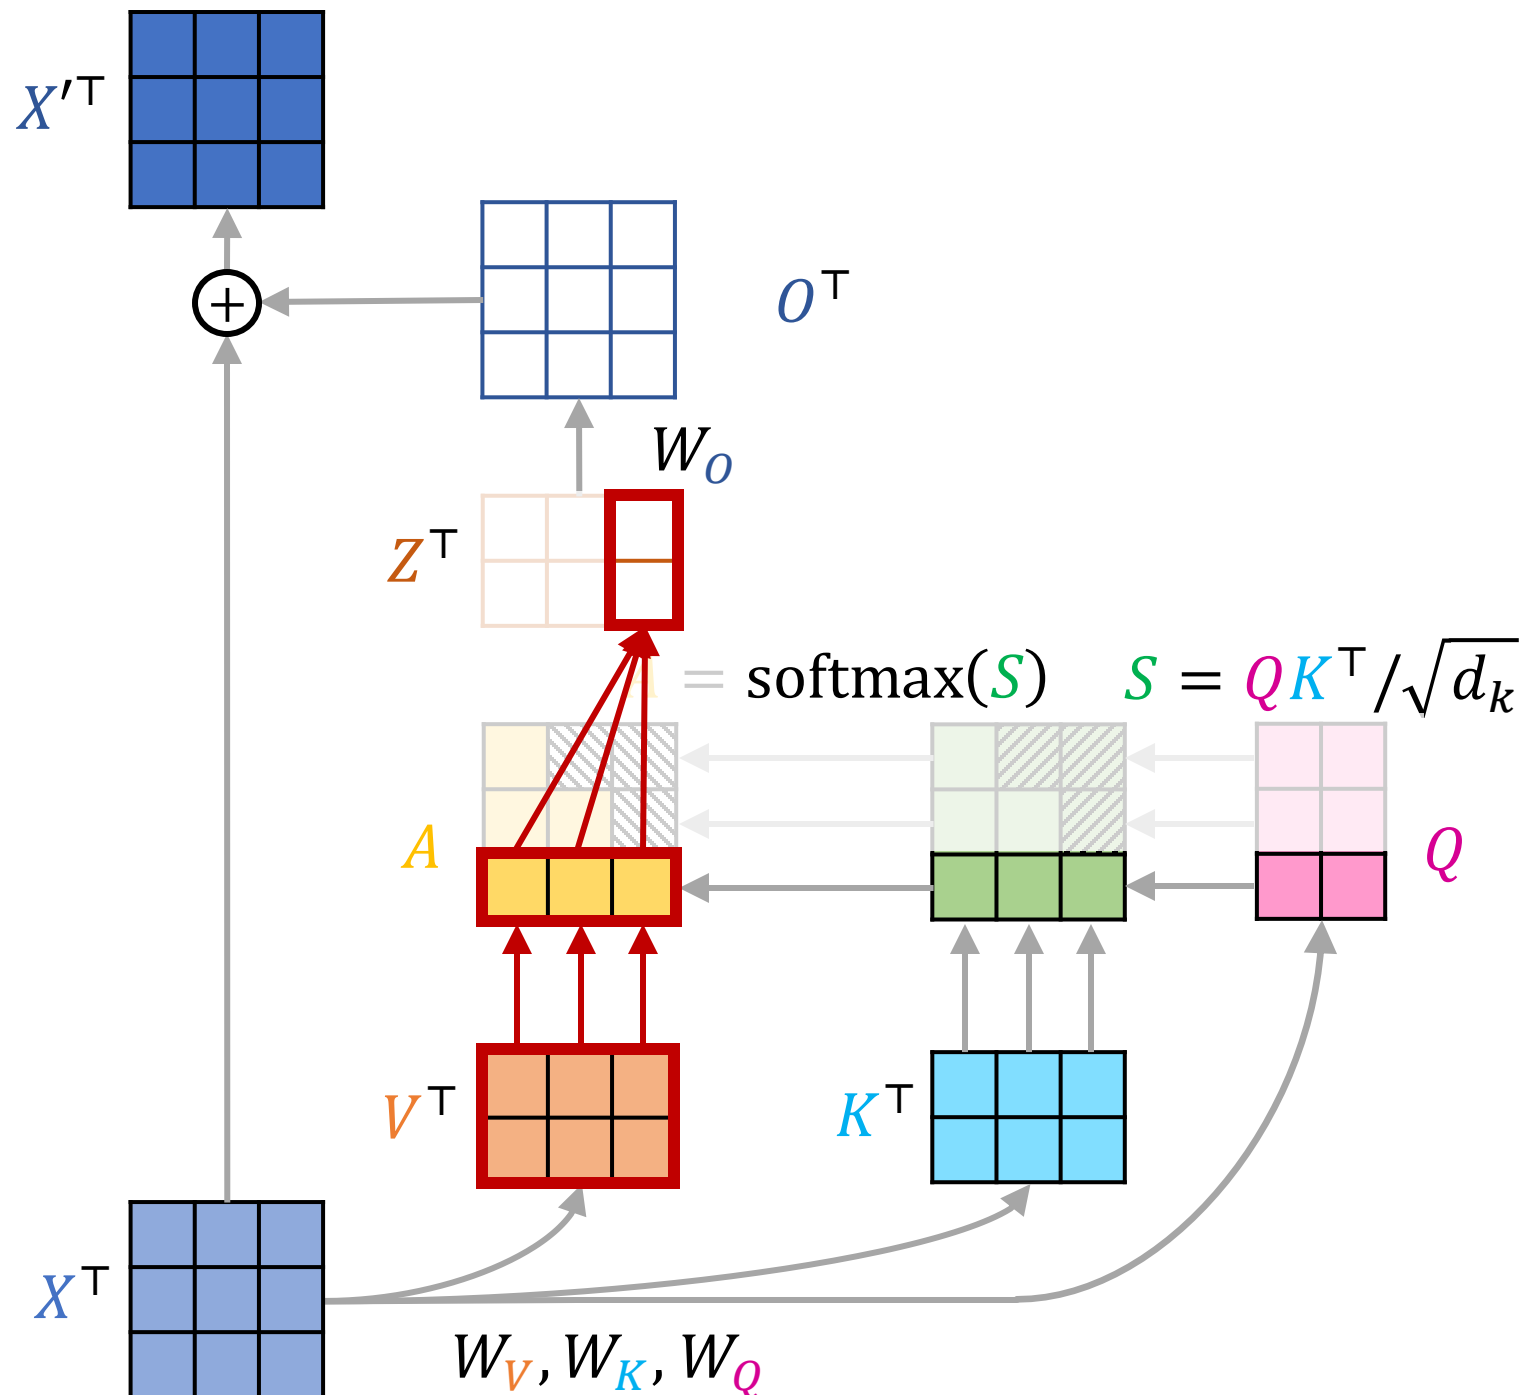 X′⊤
+
O⊤
W_O
Z⊤
A = softmax(S) S = QK⊤/√d_k
A
Q
V⊤
K⊤
X⊤
W_V, W_K, W_Q